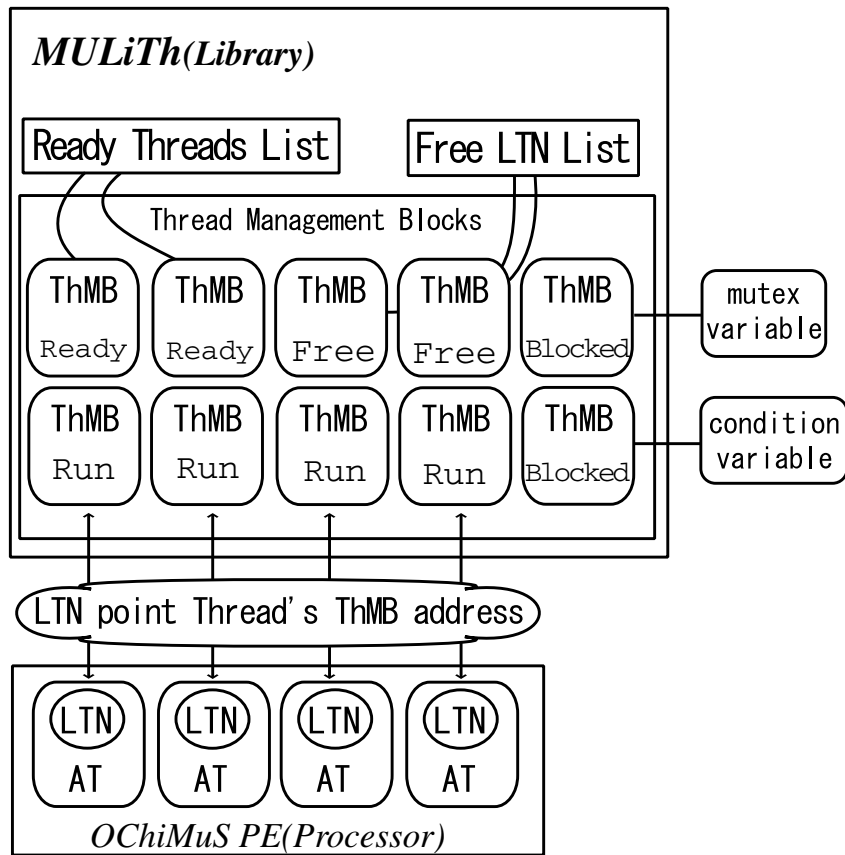 MULiTh(Library)
Ready Threads List
Free LTN List
Thread Management Blocks
ThMB
Ready
ThMB
Ready
ThMB
Free
ThMB
Free
ThMB
Blocked
mutex
variable
ThMB
Run
ThMB
Run
ThMB
Run
ThMB
Run
ThMB
Blocked
condition
variable
LTN point Thread's ThMB address
LTN
AT
LTN
AT
LTN
AT
LTN
AT
OChiMuS PE(Processor)